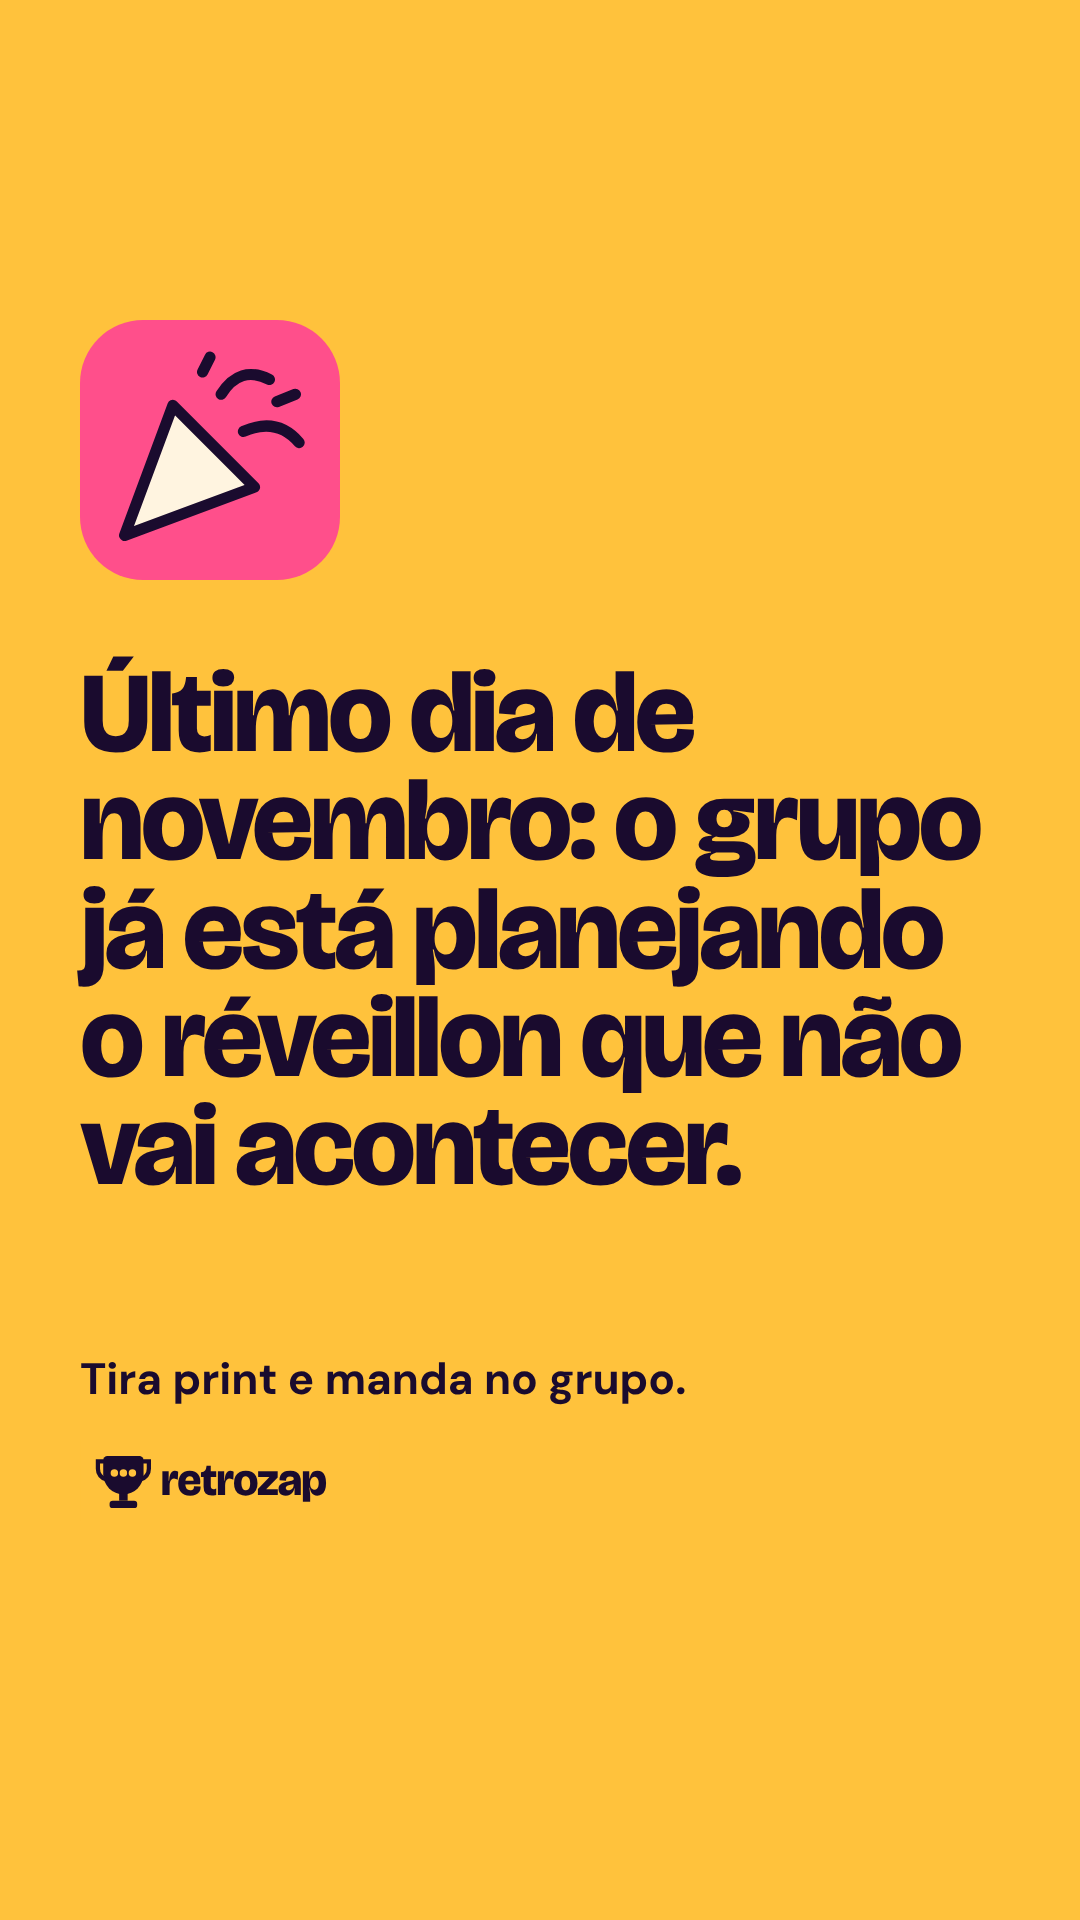 Último dia de
novembro: o grupo
já está planejando
o réveillon que não
vai acontecer.
Tira print e manda no grupo.
retrozap